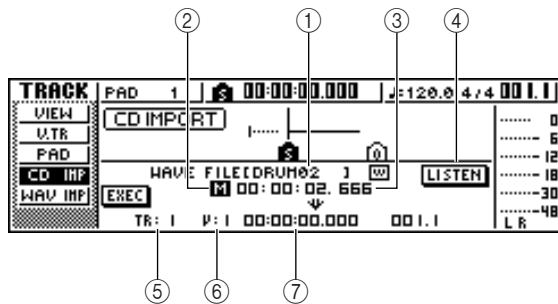 ② ① ③ ④
TRACK PAD 1 S 00:00:00.000 ♩=120.0 4/4 001.1
VIEW
V.TR
PAD
CD IMP
WAV IMP
CD IMPORT
S 0
WAVE FILE[DRUM02 ] W LISTEN
EXEC M 00:00:02.666
TR: 1 V: 1 00:00:00.000 001.1
0
6
12
18
30
48
L R
⑤ ⑥ ⑦